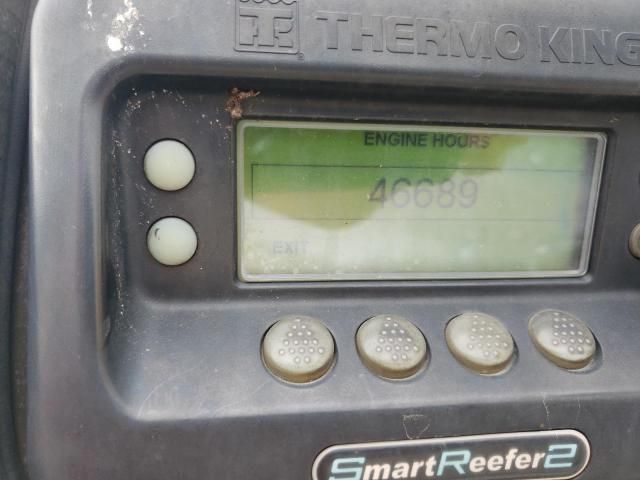 THERMO KING
ENGINE HOURS
46689
EXIT
SmartReefer2